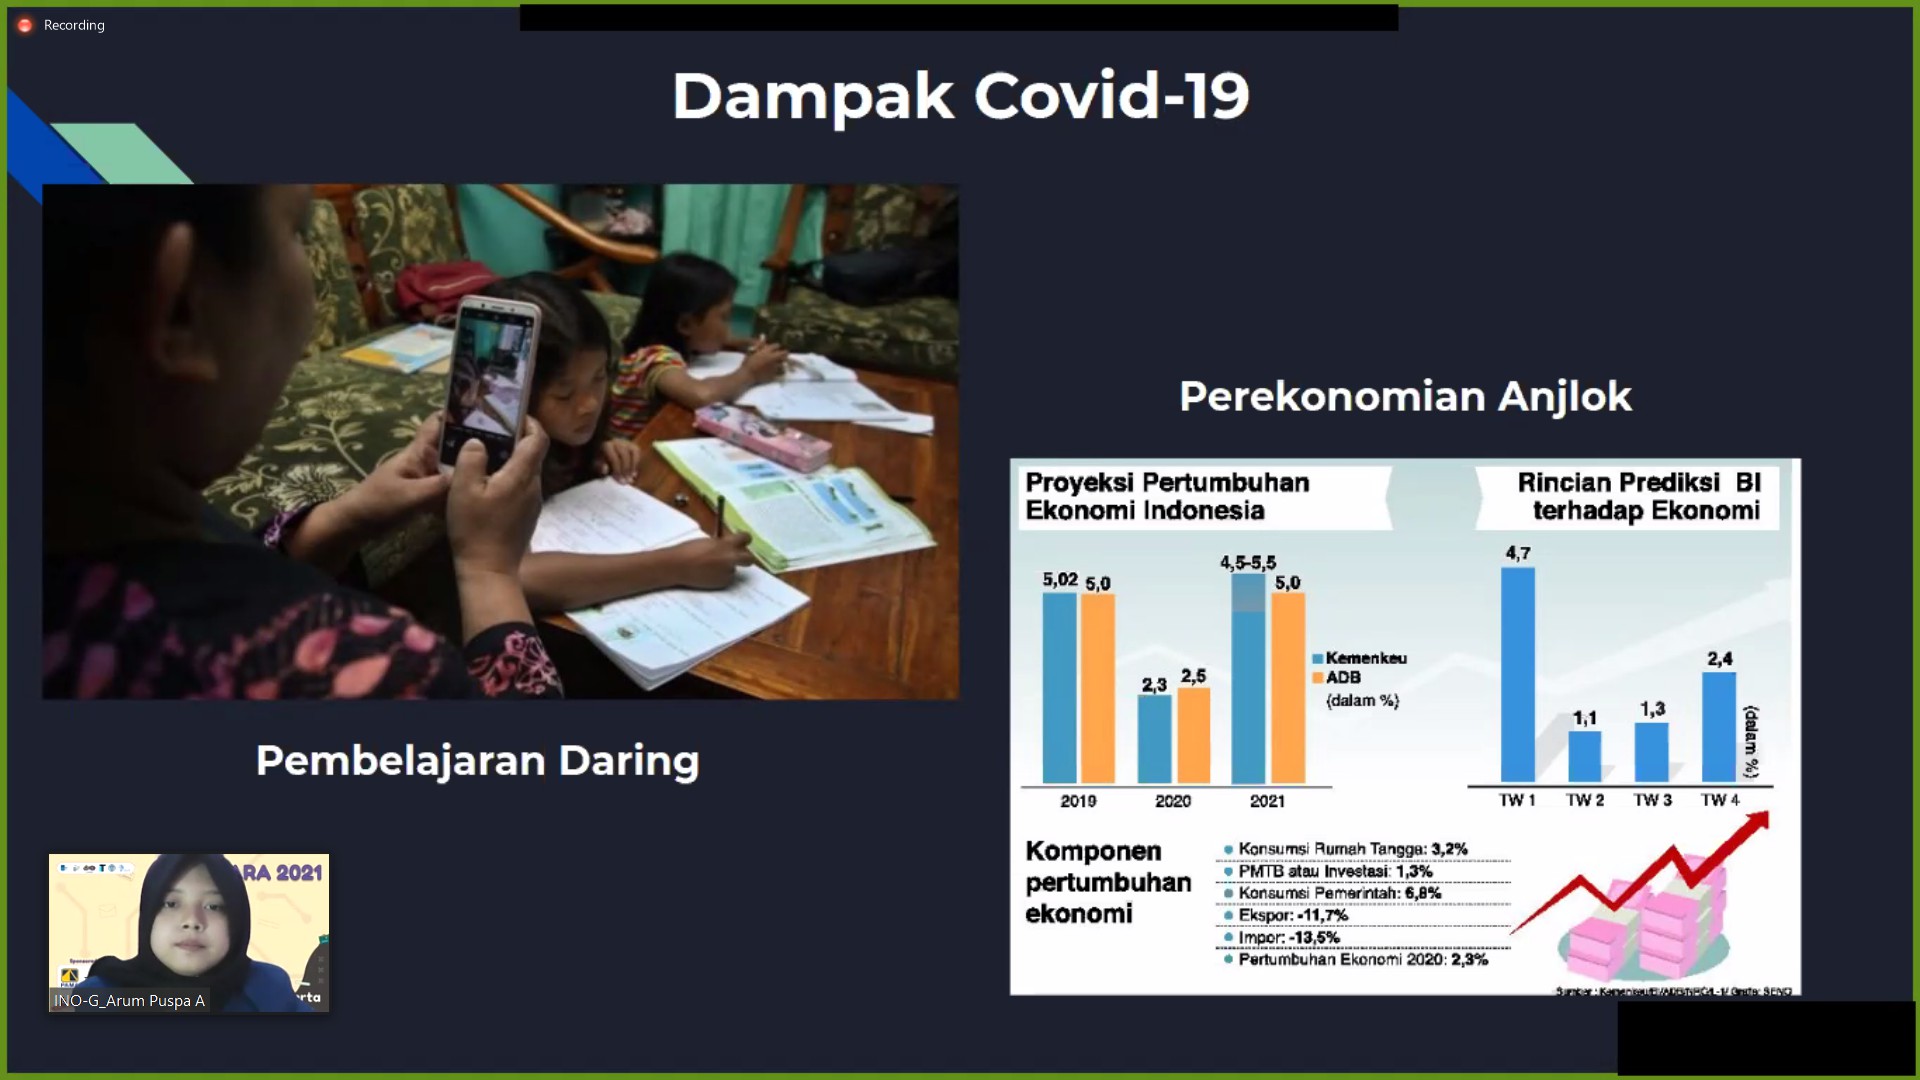 Recording
Dampak Covid-19
Perekonomian Anjlok
Proyeksi Pertumbuhan
Ekonomi Indonesia
Rincian Prediksi BI
terhadap Ekonomi
5,02
5,0
2,3
2,5
4,5-5,5
5,0
2019
2020
2021
Kemenkeu
ADB
(dalam %)
4,7
1,1
1,3
2,4
(dalam %)
TW 1
TW 2
TW 3
TW 4
Komponen
pertumbuhan
ekonomi
Konsumsi Rumah Tangga: 3,2%
PMTB atau Investasi: 1,3%
Konsumsi Pemerintah: 6,8%
Ekspor: -11,7%
Impor: -13,5%
Pertumbuhan Ekonomi 2020: 2,3%
Pembelajaran Daring
ARA 2021
INO-G_Arum Puspa A